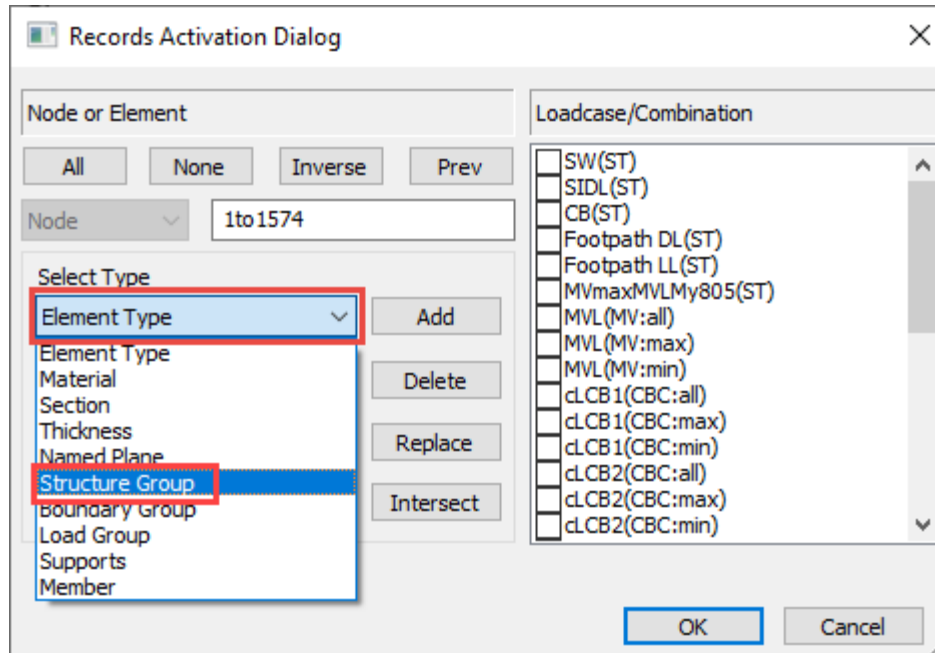 Records Activation Dialog
Node or Element
All None Inverse Prev
Node 1to1574
Select Type
Element Type
Add
Element Type
Material
Section
Thickness
Named Plane
Structure Group
Boundary Group
Load Group
Supports
Member
Delete
Replace
Intersect
Loadcase/Combination
SW(ST)
SIDL(ST)
CB(ST)
Footpath DL(ST)
Footpath LL(ST)
MVmaxMVLMy805(ST)
MVL(MV:all)
MVL(MV:max)
MVL(MV:min)
cLCB1(CBC:all)
cLCB1(CBC:max)
cLCB1(CBC:min)
cLCB2(CBC:all)
cLCB2(CBC:max)
cLCB2(CBC:min)
OK Cancel